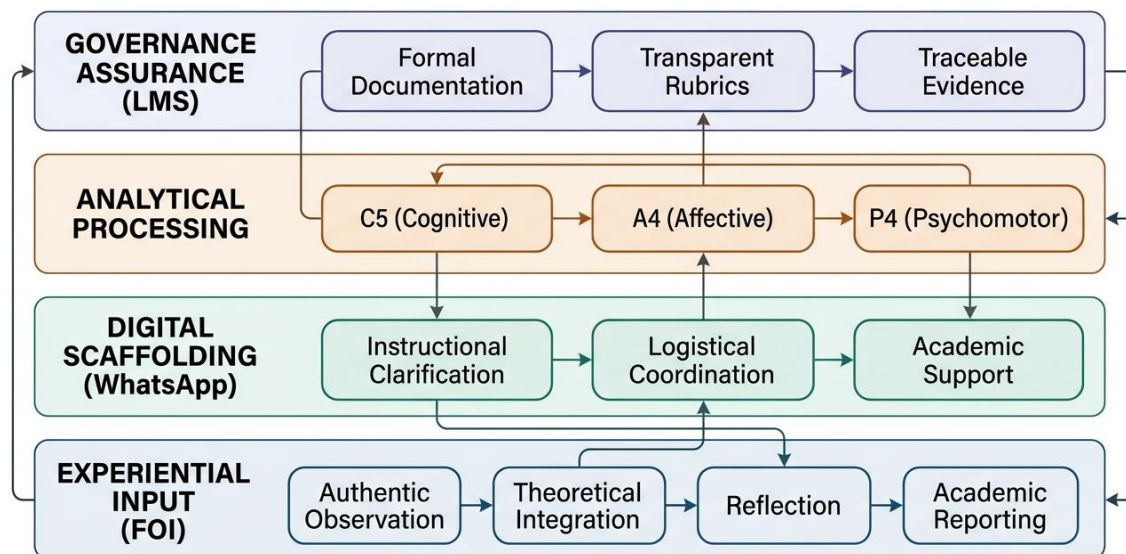 GOVERNANCE
ASSURANCE
(LMS)
Formal
Documentation
Transparent
Rubrics
Traceable
Evidence
ANALYTICAL
PROCESSING
C5 (Cognitive)
A4 (Affective)
P4 (Psychomotor)
DIGITAL
SCAFFOLDING
(WhatsApp)
Instructional
Clarification
Logistical
Coordination
Academic
Support
EXPERIENTIAL
INPUT
(FOI)
Authentic
Observation
Theoretical
Integration
Reflection
Academic
Reporting